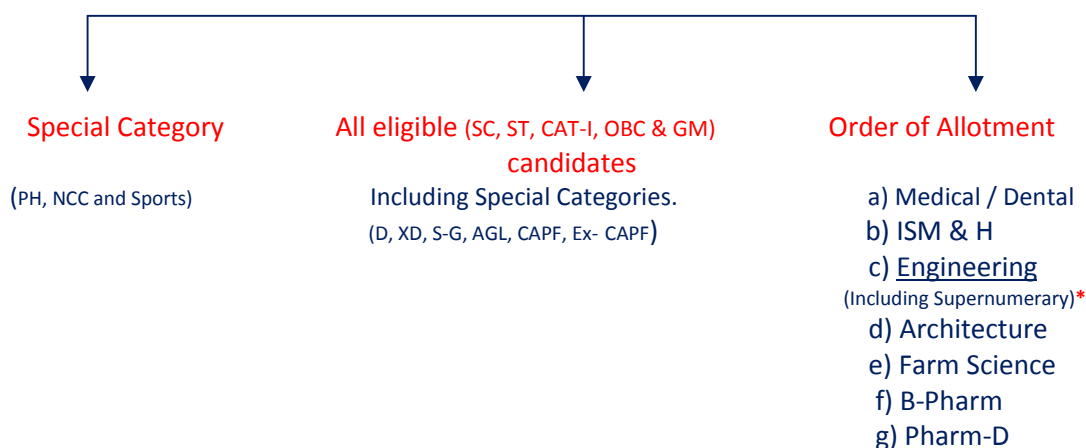 Special Category
(PH, NCC and Sports)
All eligible (SC, ST, CAT-I, OBC & GM)
candidates
Including Special Categories.
(D, XD, S-G, AGL, CAPF, Ex- CAPF)
Order of Allotment
a) Medical / Dental
b) ISM & H
c) Engineering
(Including Supernumerary)*
d) Architecture
e) Farm Science
f) B-Pharm
g) Pharm-D